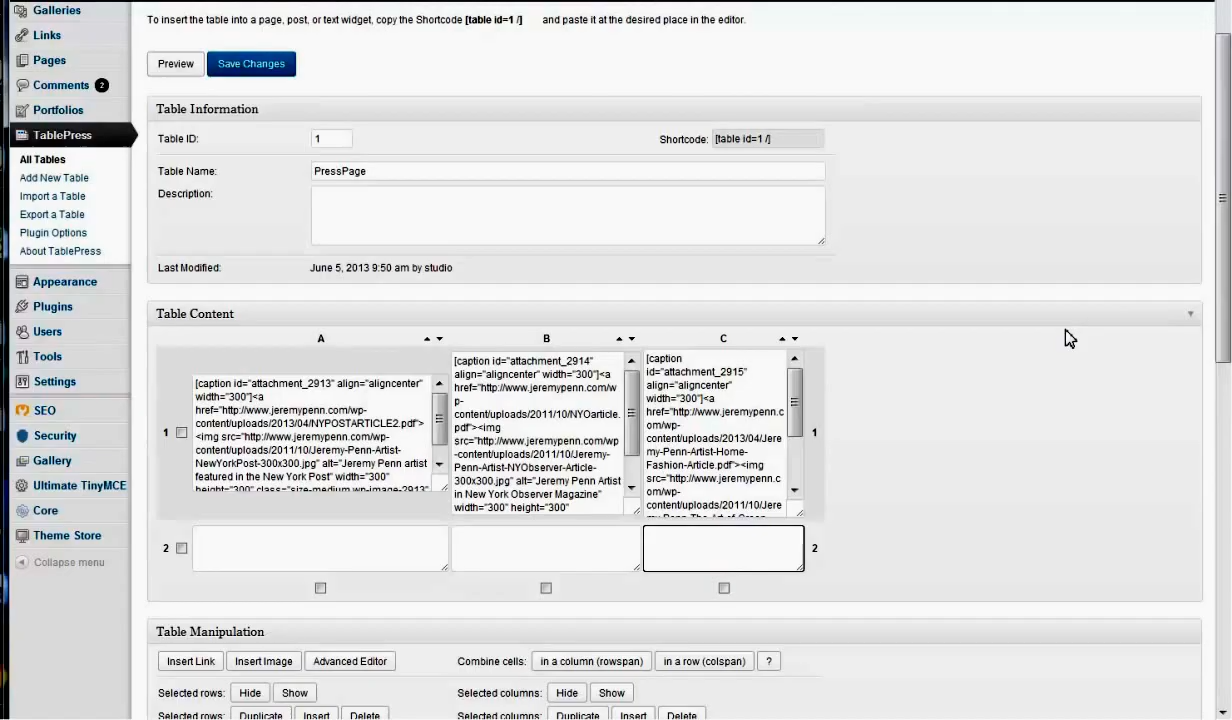 Galleries
Links
Pages
Comments 2
Portfolios
TablePress
All Tables
Add New Table
Import a Table
Export a Table
Plugin Options
About TablePress
Appearance
Plugins
Users
Tools
Settings
SEO
Security
Gallery
Ultimate TinyMCE
Core
Theme Store
Collapse menu
To insert the table into a page, post, or text widget, copy the Shortcode [table id=1 /] and paste it at the desired place in the editor.
Preview Save Changes
Table Information
Table ID: 1 Shortcode: [table id=1 /]
Table Name: PressPage
Description:
Last Modified: June 5, 2013 9:50 am by studio
Table Content
A B C
1
[caption id="attachment_2913" align="aligncenter"
width="300"]<a
href="http://www.jeremypenn.com/wp-
content/uploads/2013/04/NYPOSTARTICLE2.pdf">
<img src="http://www.jeremypenn.com/wp-
content/uploads/2011/10/Jeremy-Penn-Artist-
NewYorkPost-300x300.jpg" alt="Jeremy Penn artist
featured in the New York Post" width="300"
height="300" class="size-medium wp-image-2913"
[caption id="attachment_2914"
align="aligncenter" width="300"]<a
href="http://www.jeremypenn.com/w
p-
content/uploads/2011/10/NYOarticle.
pdf"><img
src="http://www.jeremypenn.com/wp-
content/uploads/2011/10/Jeremy-
Penn-Artist-NYObserver-Article-
300x300.jpg" alt="Jeremy Penn Artist
in New York Observer Magazine"
width="300" height="300"
[caption
id="attachment_2915"
align="aligncenter"
width="300"]<a
href="http://www.jeremypenn.c
om/wp-
content/uploads/2013/04/Jere
my-Penn-Artist-Home-
Fashion-Article.pdf"><img
src="http://www.jeremypenn.c
om/wp-
content/uploads/2011/10/Jere
my-Penn-The-Art-of-Green
1
2 2
Table Manipulation
Insert Link Insert Image Advanced Editor Combine cells: in a column (rowspan) in a row (colspan) ?
Selected rows: Hide Show Selected columns: Hide Show
Selected rows: Duplicate Insert Delete Selected columns: Duplicate Insert Delete